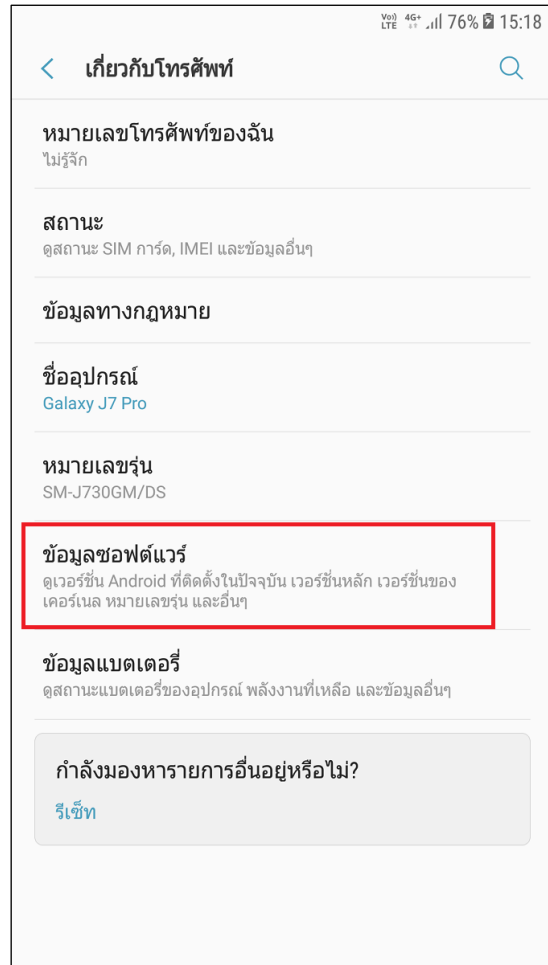 Vo)) LTE 4G+ 76% 15:18
เกี่ยวกับโทรศัพท์
หมายเลขโทรศัพท์ของฉัน
ไม่รู้จัก
สถานะ
ดูสถานะ SIM การ์ด, IMEI และข้อมูลอื่นๆ
ข้อมูลทางกฎหมาย
ชื่ออุปกรณ์
Galaxy J7 Pro
หมายเลขรุ่น
SM-J730GM/DS
ข้อมูลซอฟต์แวร์
ดูเวอร์ชั่น Android ที่ติดตั้งในปัจจุบัน เวอร์ชั่นหลัก เวอร์ชั่นของ
เคอร์เนล หมายเลขรุ่น และอื่นๆ
ข้อมูลแบตเตอรี่
ดูสถานะแบตเตอรี่ของอุปกรณ์ พลังงานที่เหลือ และข้อมูลอื่นๆ
กำลังมองหารายการอื่นอยู่หรือไม่?
รีเซ็ท